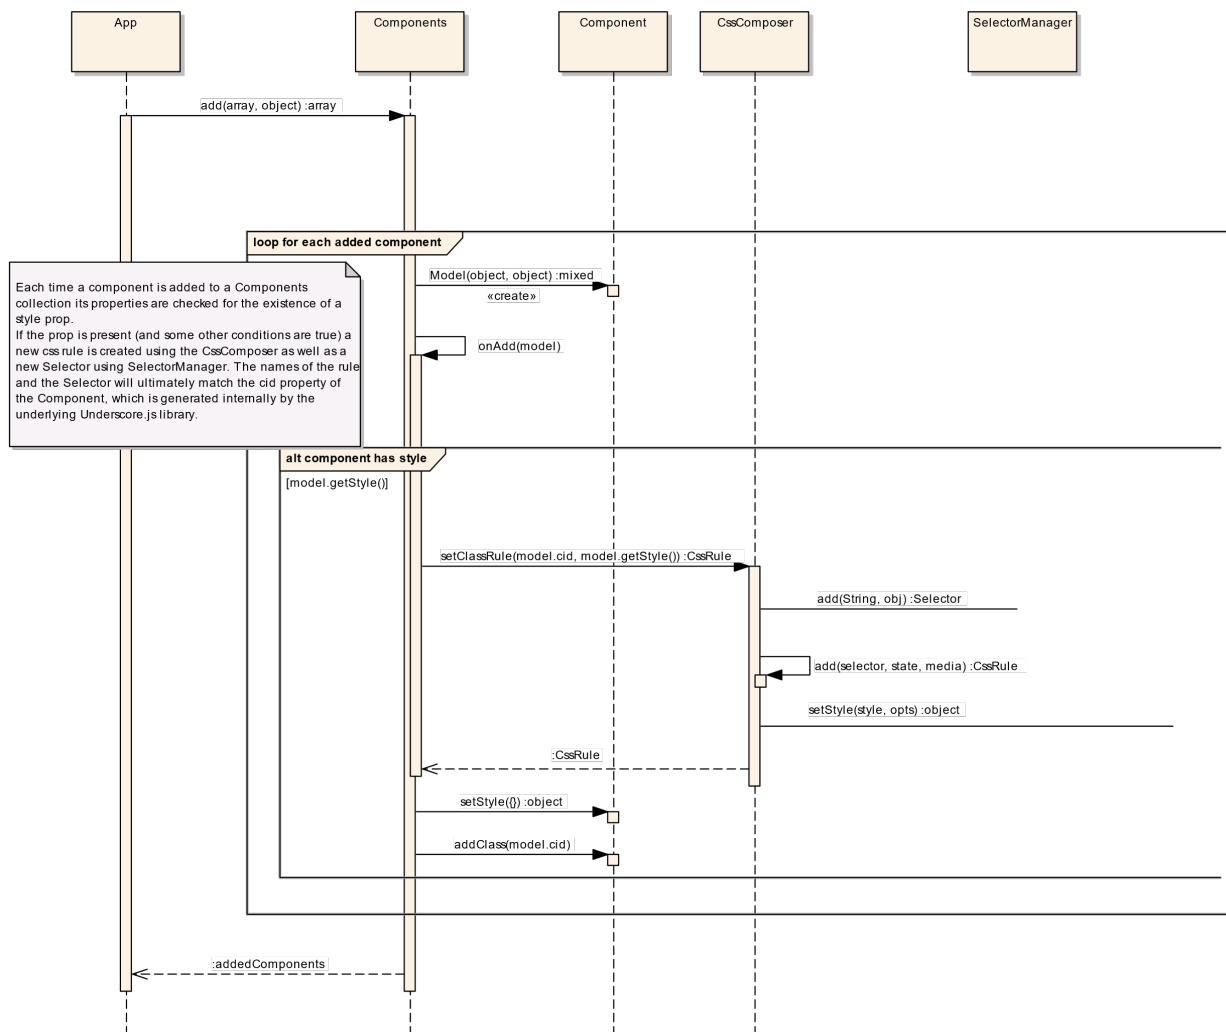 App
Components
Component
CssComposer
SelectorManager
add(array, object) :array
loop for each added component
Model(object, object) :mixed
«create»
Each time a component is added to a Components
collection its properties are checked for the existence of a
style prop.
If the prop is present (and some other conditions are true) a
new css rule is created using the CssComposer as well as a
new Selector using SelectorManager. The names of the rule
and the Selector will ultimately match the cid property of
the Component, which is generated internally by the
underlying Underscore.js library.
onAdd(model)
alt component has style
[model.getStyle()]
setClassRule(model.cid, model.getStyle()) :CssRule
add(String, obj) :Selector
add(selector, state, media) :CssRule
setStyle(style, opts) :object
:CssRule
setStyle({}) :object
addClass(model.cid)
:addedComponents